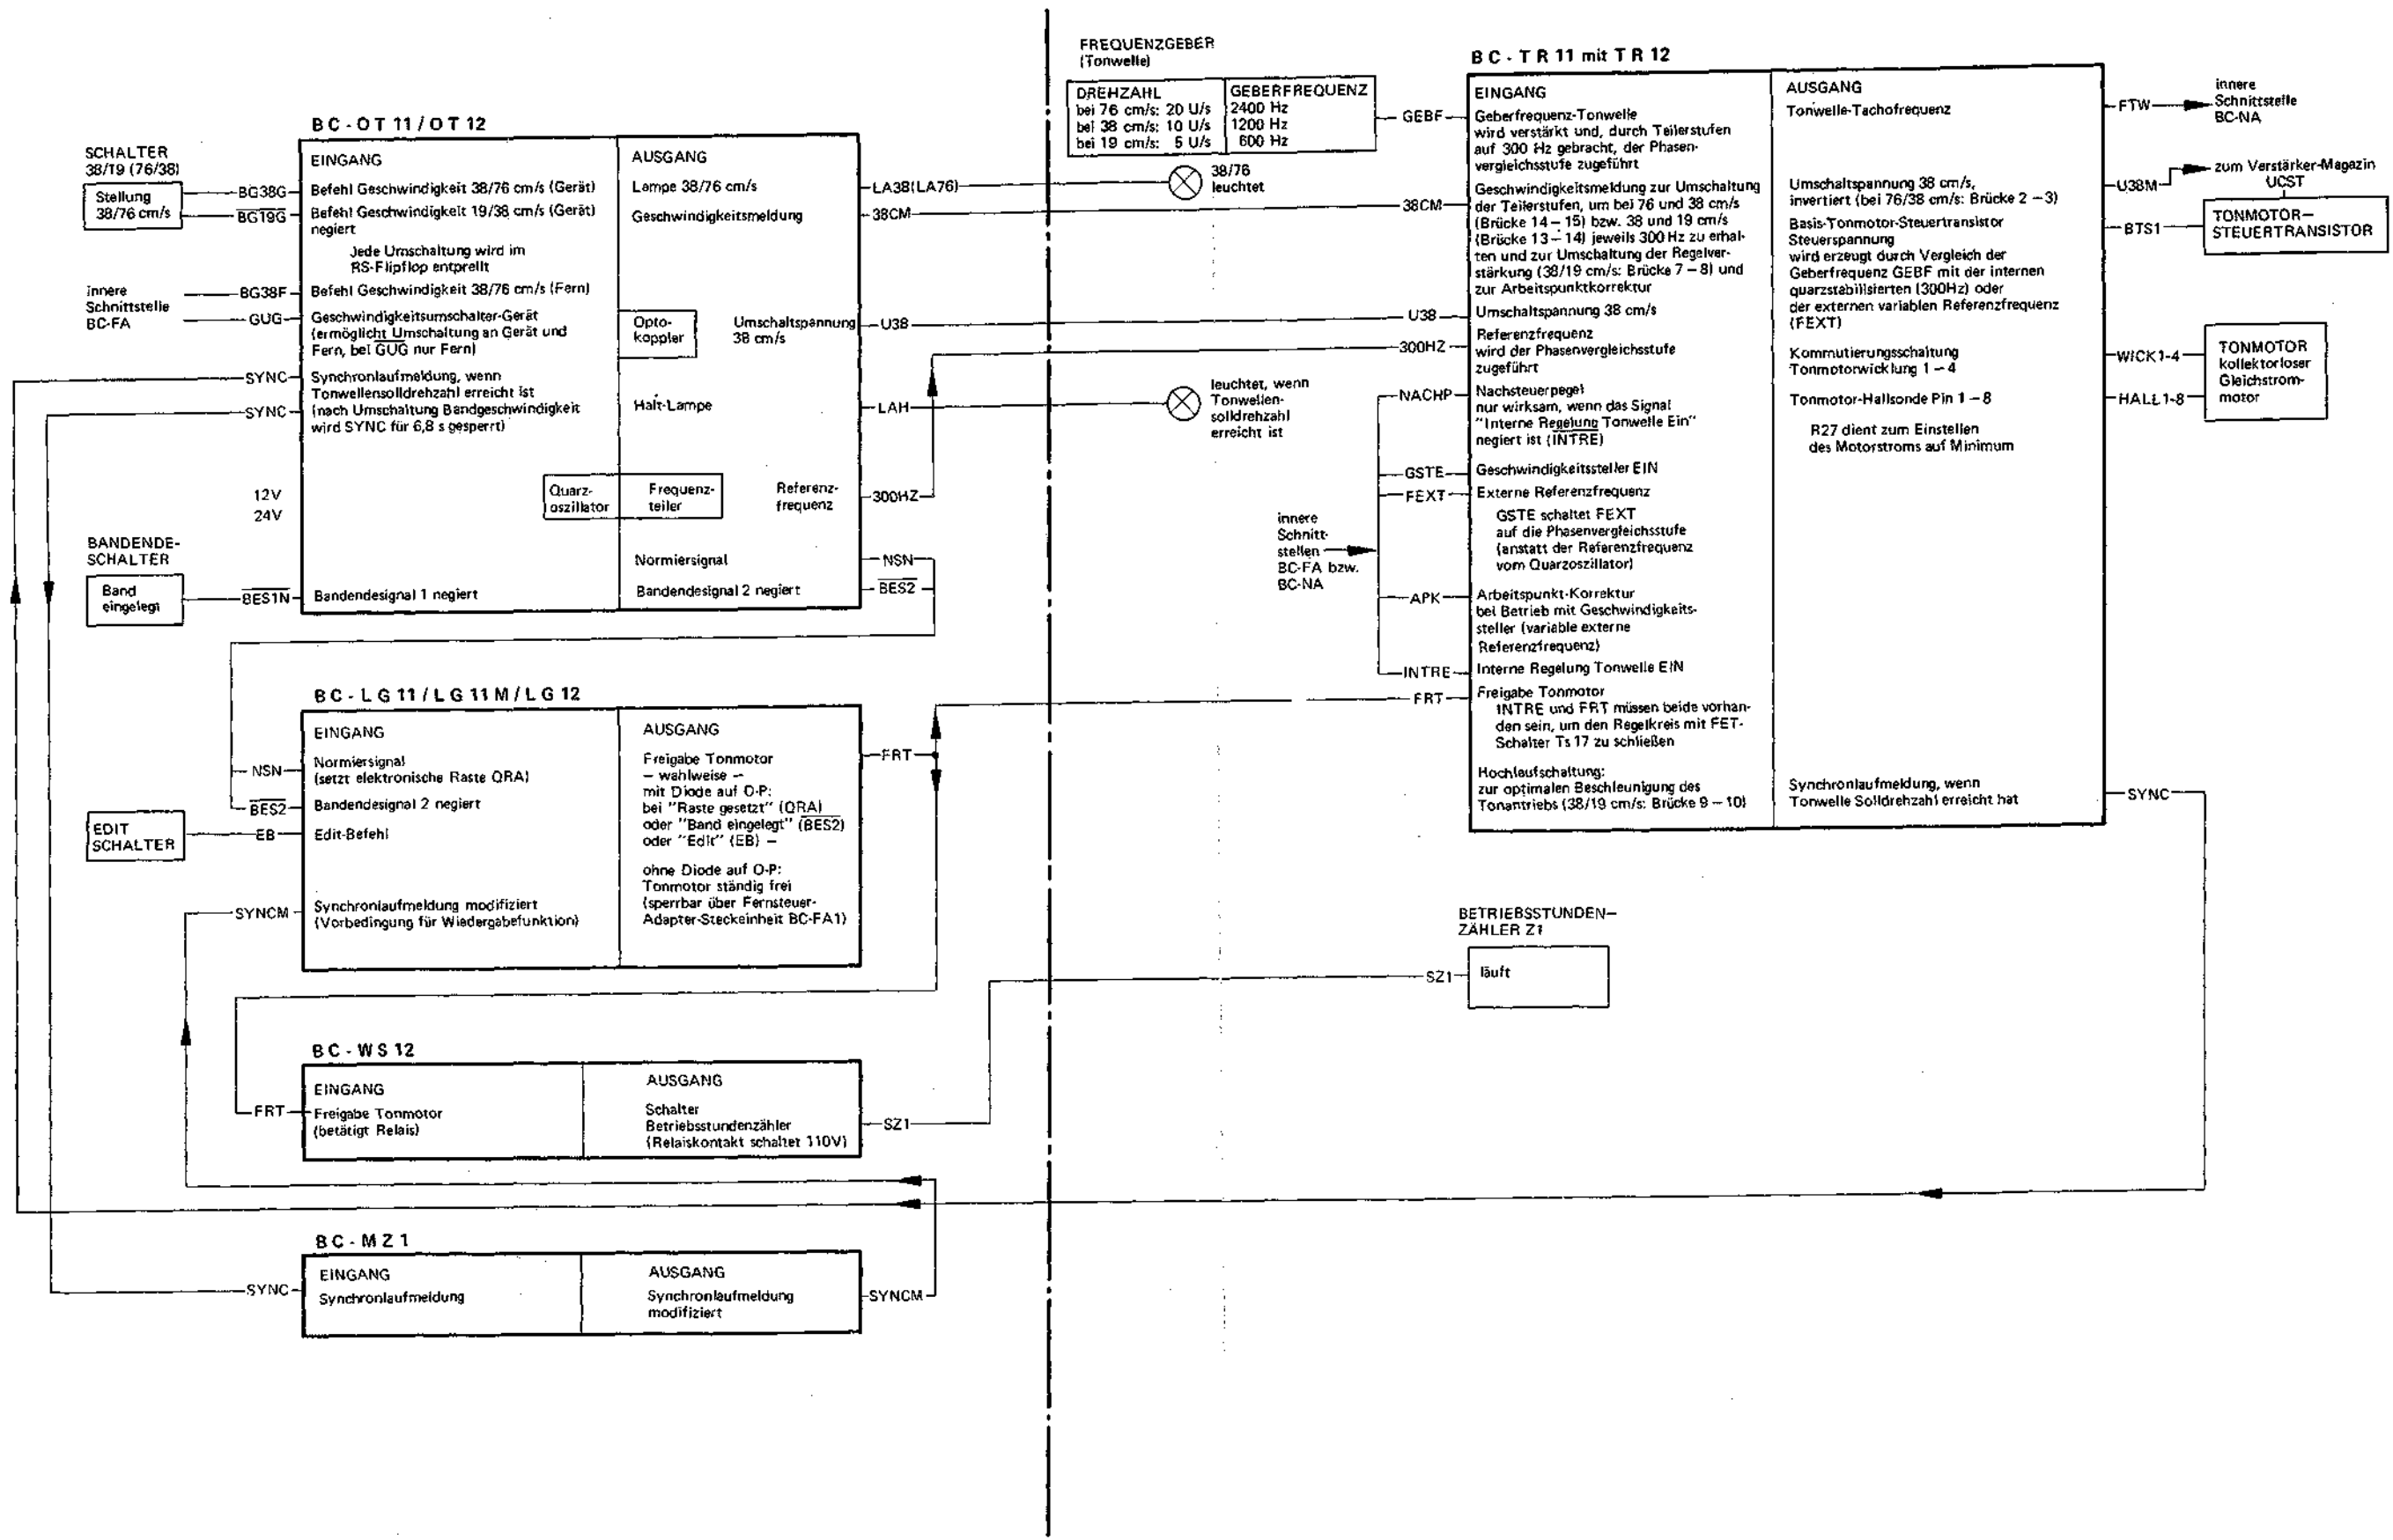 BC-OT 11 / OT 12
SCHALTER
38/19 (76/38)
Stellung
38/76 cm/s
BG38G
BG19G
EINGANG
Befehl Geschwindigkeit 38/76 cm/s (Gerät)
Befehl Geschwindigkeit 19/38 cm/s (Gerät)
negiert
Jede Umschaltung wird im
RS-Flipflop entprellt
innere
Schnittstelle
BC-FA
BG38F
GUG
Befehl Geschwindigkeit 38/76 cm/s (Fern)
Geschwindigkeitsumschalter-Gerät
(ermöglicht Umschaltung an Gerät und
Fern, bei GUG nur Fern)
SYNC
SYNC
Synchronlaufmeldung, wenn
Tonwellensolldrehzahl erreicht ist
(nach Umschaltung Bandgeschwindigkeit
wird SYNC für 6,8 s gesperrt)
12V
24V
BANDENDE-
SCHALTER
Band
eingelegt
BES1N
Bandendesignal 1 negiert
AUSGANG
Lampe 38/76 cm/s
Geschwindigkeitsmeldung
Opto-
koppler
Umschaltspannung
38 cm/s
Halt-Lampe
Quarz-
oszillator
Frequenz-
teiler
Referenz-
frequenz
Normiersignal
Bandendesignal 2 negiert
LA38(LA76)
38CM
U38
LAH
300HZ
NSN
BES2
BC-LG 11 / LG 11 M / LG 12
EINGANG
NSN
Normiersignal
(setzt elektronische Raste QRA)
BES2
Bandendesignal 2 negiert
EDIT
SCHALTER
EB
Edit-Befehl
SYNCM
Synchronlaufmeldung modifiziert
(Vorbedingung für Wiedergabefunktion)
AUSGANG
Freigabe Tonmotor
– wahlweise –
mit Diode auf O-P:
bei "Raste gesetzt" (QRA)
oder "Band eingelegt" (BES2)
oder "Edit" (EB) –
ohne Diode auf O-P:
Tonmotor ständig frei
(sperrbar über Fernsteuer-
Adapter-Steckeinheit BC-FA1)
FRT
BC-WS 12
EINGANG
FRT
Freigabe Tonmotor
(betätigt Relais)
AUSGANG
Schalter
Betriebsstundenzähler
(Relaiskontakt schaltet 110V)
SZ1
BC-MZ 1
EINGANG
SYNC
Synchronlaufmeldung
AUSGANG
Synchronlaufmeldung
modifiziert
SYNCM
FREQUENZGEBER
(Tonwelle)
DREHZAHL
bei 76 cm/s: 20 U/s
bei 38 cm/s: 10 U/s
bei 19 cm/s: 5 U/s
GEBERFREQUENZ
2400 Hz
1200 Hz
600 Hz
38/76
leuchtet
leuchtet, wenn
Tonwellen-
solldrehzahl
erreicht ist
innere
Schnitt-
stellen
BC-FA bzw.
BC-NA
BC-TR 11 mit TR 12
EINGANG
GEBF
Geberfrequenz-Tonwelle
wird verstärkt und, durch Teilerstufen
auf 300 Hz gebracht, der Phasen-
vergleichsstufe zugeführt
38CM
Geschwindigkeitsmeldung zur Umschaltung
der Teilerstufen, um bei 76 und 38 cm/s
(Brücke 14 – 15) bzw. 38 und 19 cm/s
(Brücke 13 – 14) jeweils 300 Hz zu erhal-
ten und zur Umschaltung der Regelver-
stärkung (38/19 cm/s: Brücke 7 – 8) und
zur Arbeitspunktkorrektur
U38
Umschaltspannung 38 cm/s
300HZ
Referenzfrequenz
wird der Phasenvergleichsstufe
zugeführt
NACHP
Nachsteuerpegel
nur wirksam, wenn das Signal
"Interne Regelung Tonwelle Ein"
negiert ist (INTRE)
GSTE
Geschwindigkeitssteller EIN
FEXT
Externe Referenzfrequenz
GSTE schaltet FEXT
auf die Phasenvergleichsstufe
(anstatt der Referenzfrequenz
vom Quarzoszillator)
APK
Arbeitspunkt-Korrektur
bei Betrieb mit Geschwindigkeits-
steller (variable externe
Referenzfrequenz)
INTRE
Interne Regelung Tonwelle EIN
FRT
Freigabe Tonmotor
INTRE und FRT müssen beide vorhan-
den sein, um den Regelkreis mit FET-
Schalter Ts 17 zu schließen
Hochlaufschaltung:
zur optimalen Beschleunigung des
Tonantriebs (38/19 cm/s: Brücke 9 – 10)
AUSGANG
Tonwelle-Tachofrequenz
Umschaltspannung 38 cm/s,
invertiert (bei 76/38 cm/s: Brücke 2 – 3)
Basis-Tonmotor-Steuertransistor
Steuerspannung
wird erzeugt durch Vergleich der
Geberfrequenz GEBF mit der internen
quarzstabilisierten (300Hz) oder
der externen variablen Referenzfrequenz
(FEXT)
Kommutierungsschaltung
Tonmotorwicklung 1 – 4
Tonmotor-Hallsonde Pin 1 – 8
R27 dient zum Einstellen
des Motorstroms auf Minimum
Synchronlaufmeldung, wenn
Tonwelle Solldrehzahl erreicht hat
FTW
innere
Schnittstelle
BC-NA
U38M
zum Verstärker-Magazin
UCST
BTS1
TONMOTOR–
STEUERTRANSISTOR
WICK1-4
HALL1-8
TONMOTOR
kollektorloser
Gleichstrom-
motor
SYNC
BETRIEBSSTUNDEN–
ZÄHLER Z1
SZ1
läuft